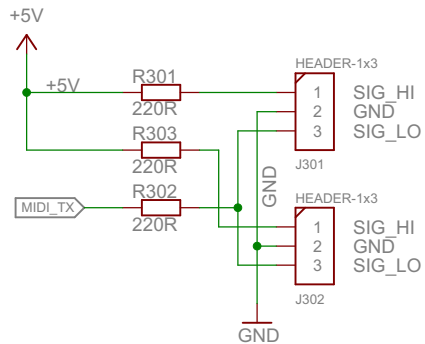 +5V
HEADER-1x3
R301
+5V
1
SIG_HI
220R
2
GND
R303
3
SIG_LO
220R
J301
GND
R302
HEADER-1x3
MIDI_TX
220R
1
SIG_HI
2
GND
3
SIG_LO
J302
GND